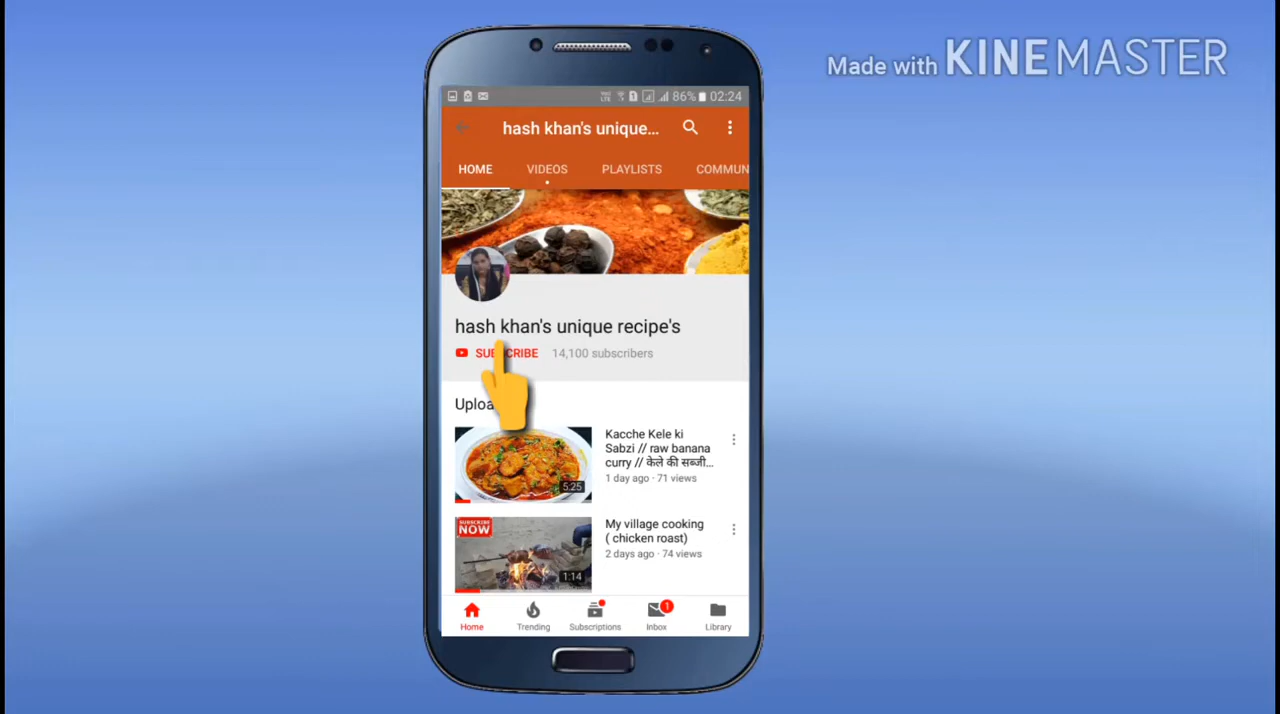 Made with KINEMASTER
86% 02:24
hash khan's unique...
HOME VIDEOS PLAYLISTS COMMUN
hash khan's unique recipe's
SUBSCRIBE 14,100 subscribers
Uploa
Kacche Kele ki
Sabzi // raw banana
curry // केले की सब्जी...
1 day ago · 71 views
5:25
SUBSCRIBE
NOW
My village cooking
( chicken roast)
2 days ago · 74 views
1:14
1
Home Trending Subscriptions Inbox Library